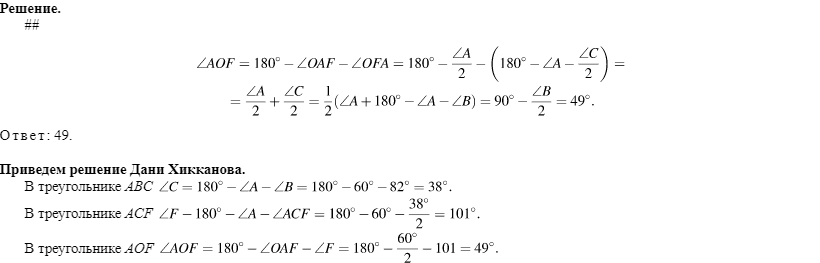 Решение.
##
∠AOF = 180° − ∠OAF − ∠OFA = 180° − ∠A/2 − (180° − ∠A − ∠C/2) =
= ∠A/2 + ∠C/2 = 1/2(∠A + 180° − ∠A − ∠B) = 90° − ∠B/2 = 49°.
Ответ: 49.
Приведем решение Дани Хикканова.
В треугольнике ABC ∠C = 180° − ∠A − ∠B = 180° − 60° − 82° = 38°.
В треугольнике ACF ∠F − 180° − ∠A − ∠ACF = 180° − 60° − 38°/2 = 101°.
В треугольнике AOF ∠AOF = 180° − ∠OAF − ∠F = 180° − 60°/2 − 101 = 49°.